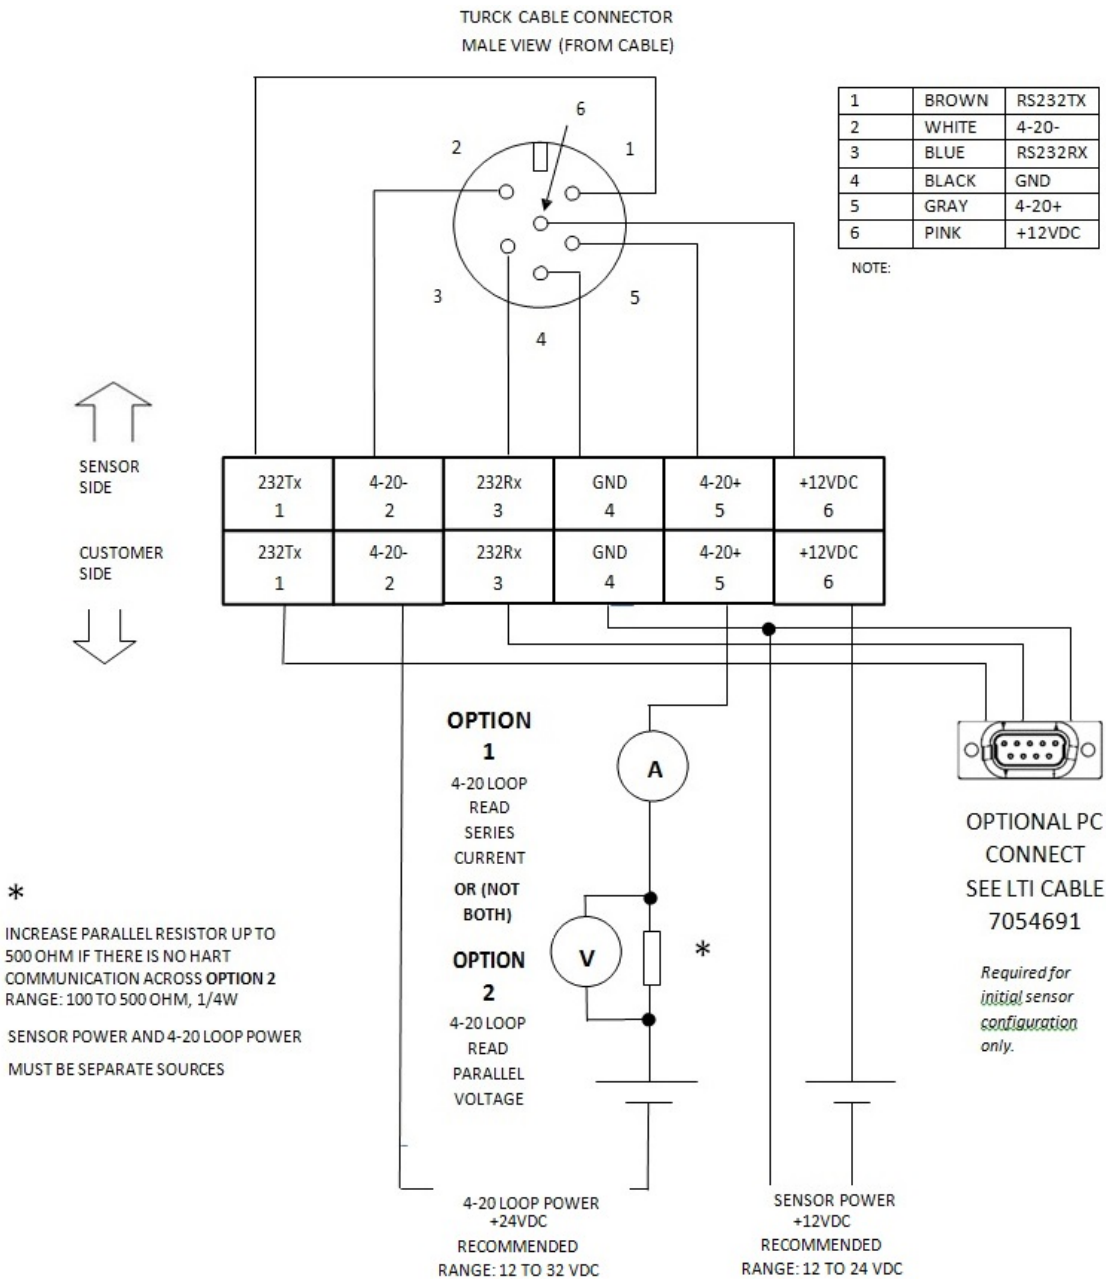 TURCK CABLE CONNECTOR
MALE VIEW (FROM CABLE)
1 BROWN RS232TX
2 WHITE 4-20-
3 BLUE RS232RX
4 BLACK GND
5 GRAY 4-20+
6 PINK +12VDC
NOTE:
6
2
1
3
5
4
SENSOR
SIDE
232Tx 4-20- 232Rx GND 4-20+ +12VDC
1 2 3 4 5 6
CUSTOMER
SIDE
232Tx 4-20- 232Rx GND 4-20+ +12VDC
1 2 3 4 5 6
OPTION
1
4-20 LOOP
READ
SERIES
CURRENT
OR (NOT
BOTH)
OPTION
2
4-20 LOOP
READ
PARALLEL
VOLTAGE
A
V
*
OPTIONAL PC
CONNECT
SEE LTI CABLE
7054691
Required for
initial sensor
configuration
only.
*
INCREASE PARALLEL RESISTOR UP TO
500 OHM IF THERE IS NO HART
COMMUNICATION ACROSS OPTION 2
RANGE: 100 TO 500 OHM, 1/4W
SENSOR POWER AND 4-20 LOOP POWER
MUST BE SEPARATE SOURCES
4-20 LOOP POWER
+24VDC
RECOMMENDED
RANGE: 12 TO 32 VDC
SENSOR POWER
+12VDC
RECOMMENDED
RANGE: 12 TO 24 VDC